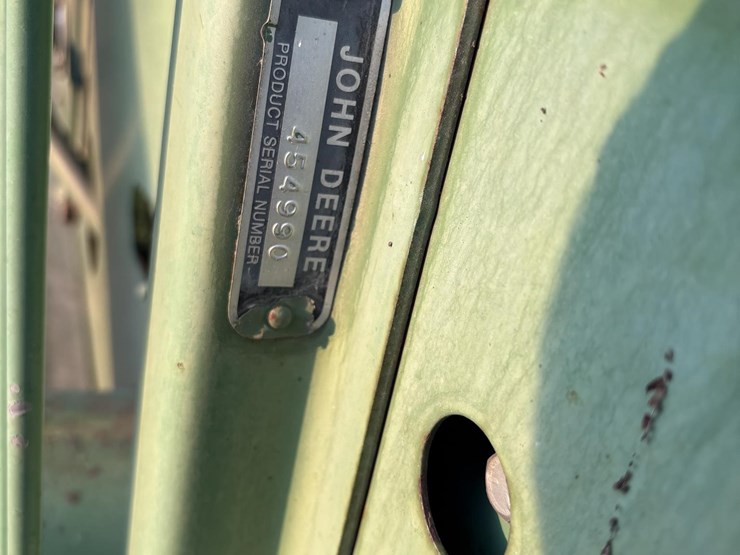 JOHN DEERE
454990
PRODUCT SERIAL NUMBER